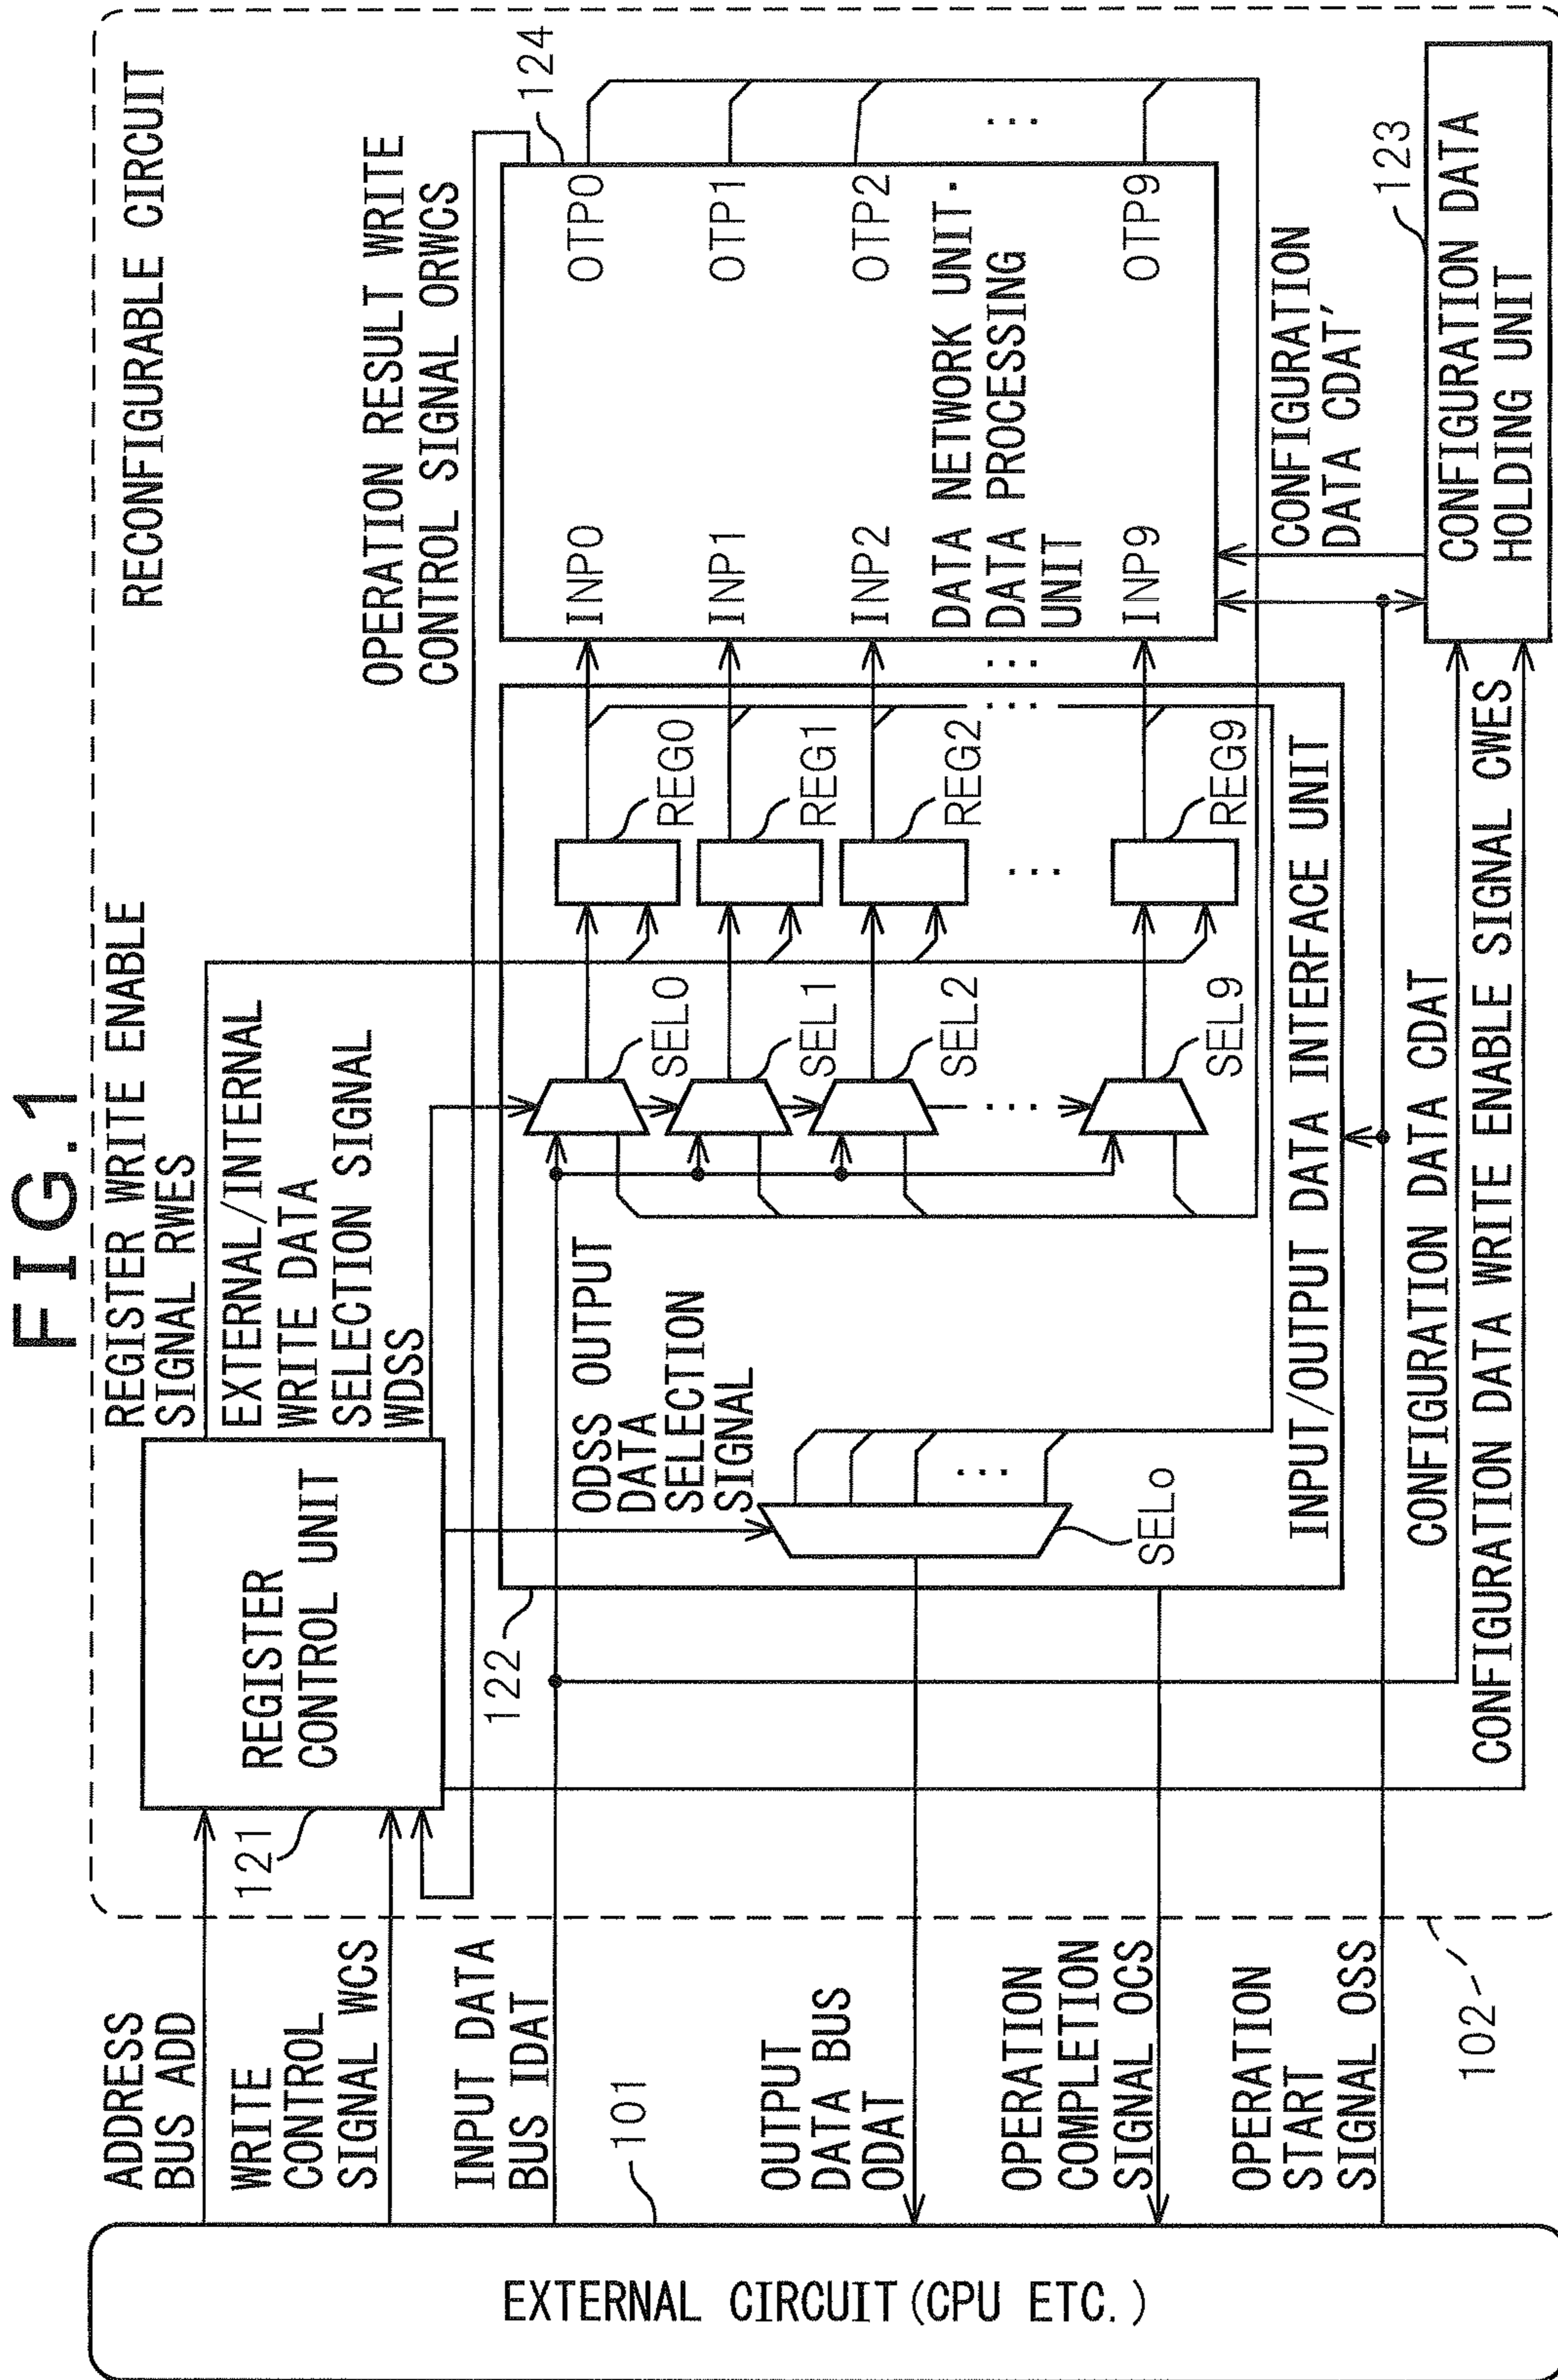 FIG.1
RECONFIGURABLE CIRCUIT
ADDRESS
BUS ADD
WRITE
CONTROL
SIGNAL WCS
INPUT DATA
BUS IDAT
101
OUTPUT
DATA BUS
ODAT
OPERATION
COMPLETION
SIGNAL OCS
OPERATION
START
SIGNAL OSS
102
EXTERNAL CIRCUIT(CPU ETC.)
121
REGISTER
CONTROL UNIT
REGISTER WRITE ENABLE
SIGNAL RWES
EXTERNAL/INTERNAL
WRITE DATA
SELECTION SIGNAL
WDSS
OPERATION RESULT WRITE
CONTROL SIGNAL ORWCS
122
ODSS OUTPUT
DATA
SELECTION
SIGNAL
SELo
SEL0
SEL1
SEL2
...
SEL9
REG0
REG1
REG2
...
REG9
INPUT/OUTPUT DATA INTERFACE UNIT
124
INP0
OTP0
INP1
OTP1
INP2
OTP2
DATA NETWORK UNIT·
DATA PROCESSING
UNIT
INP9
OTP9
CONFIGURATION
DATA CDAT'
123
CONFIGURATION DATA
HOLDING UNIT
CONFIGURATION DATA CDAT
CONFIGURATION DATA WRITE ENABLE SIGNAL CWES